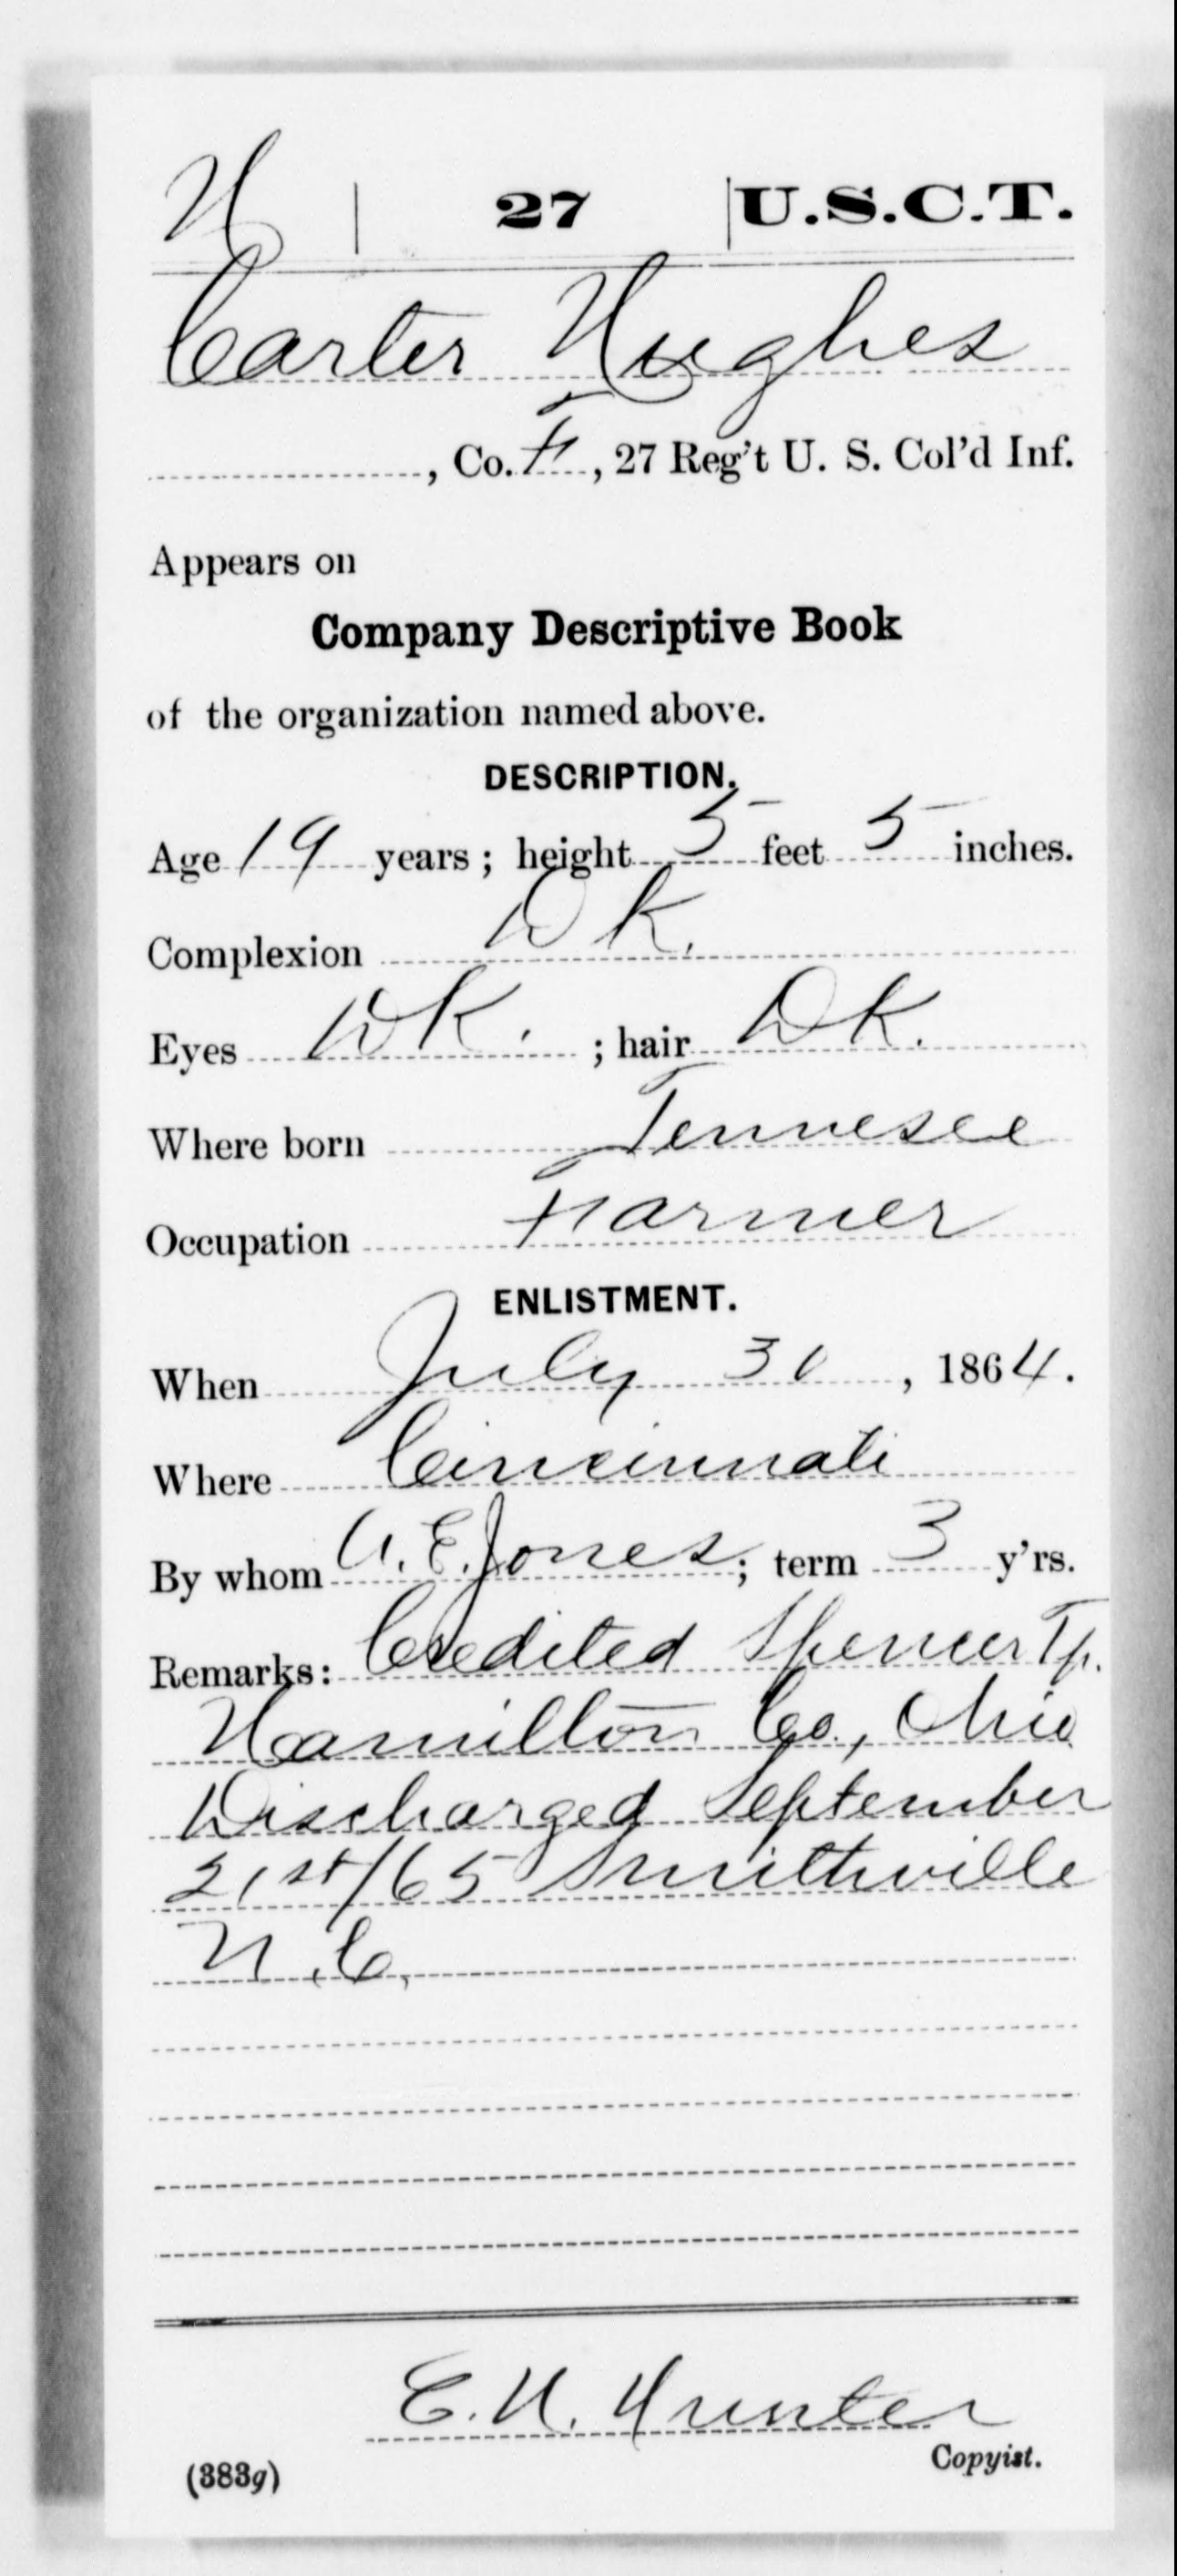 H | 27 | U.S.C.T.
Carter Hughes
, Co. F, 27 Reg't U. S. Col'd Inf.
Appears on
Company Descriptive Book
of the organization named above.
DESCRIPTION.
Age 19 years; height 5 feet 5 inches.
Complexion Dk.
Eyes Dk. ; hair Dk.
Where born Tennesee
Occupation Farmer
ENLISTMENT.
When July 30, 1864.
Where Cincinnati
By whom A. E. Jones; term 3 y'rs.
Remarks: Credited Spencer Tp.
Hamilton Co., Ohio
Discharged September
21st/65 Smithville
N.C.
E. H. Hunter
Copyist.
(383g)